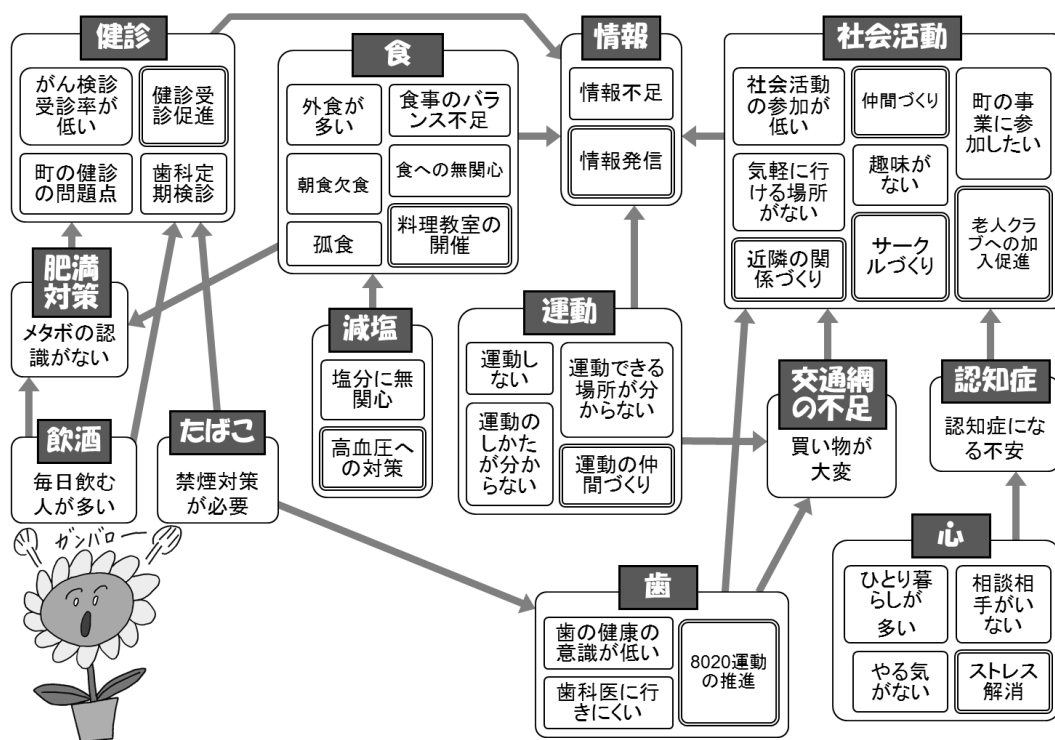 健診
がん検診
受診率が
低い
健診受
診促進
町の健診
の問題点
歯科定
期検診
食
外食が
多い
食事のバラ
ンス不足
朝食欠食
食への無関心
孤食
料理教室の
開催
情報
情報不足
情報発信
社会活動
社会活動
の参加が
低い
仲間づくり
町の事
業に参
加したい
気軽に行
ける場所
がない
趣味が
ない
近隣の関
係づくり
サーク
ルづくり
老人クラ
ブへの加
入促進
肥満
対策
メタボの認
識がない
減塩
塩分に無
関心
高血圧へ
の対策
運動
運動し
ない
運動できる
場所が分
からない
運動の
しかた
が分か
らない
運動の仲
間づくり
交通網
の不足
買い物が
大変
認知症
認知症にな
る不安
飲酒
毎日飲む
人が多い
たばこ
禁煙対策
が必要
ガンバロー
歯
歯の健康の
意識が低い
歯科医に行
きにくい
8020運動
の推進
心
ひとり暮
らしが
多い
相談相
手がい
ない
やる気
がない
ストレス
解消